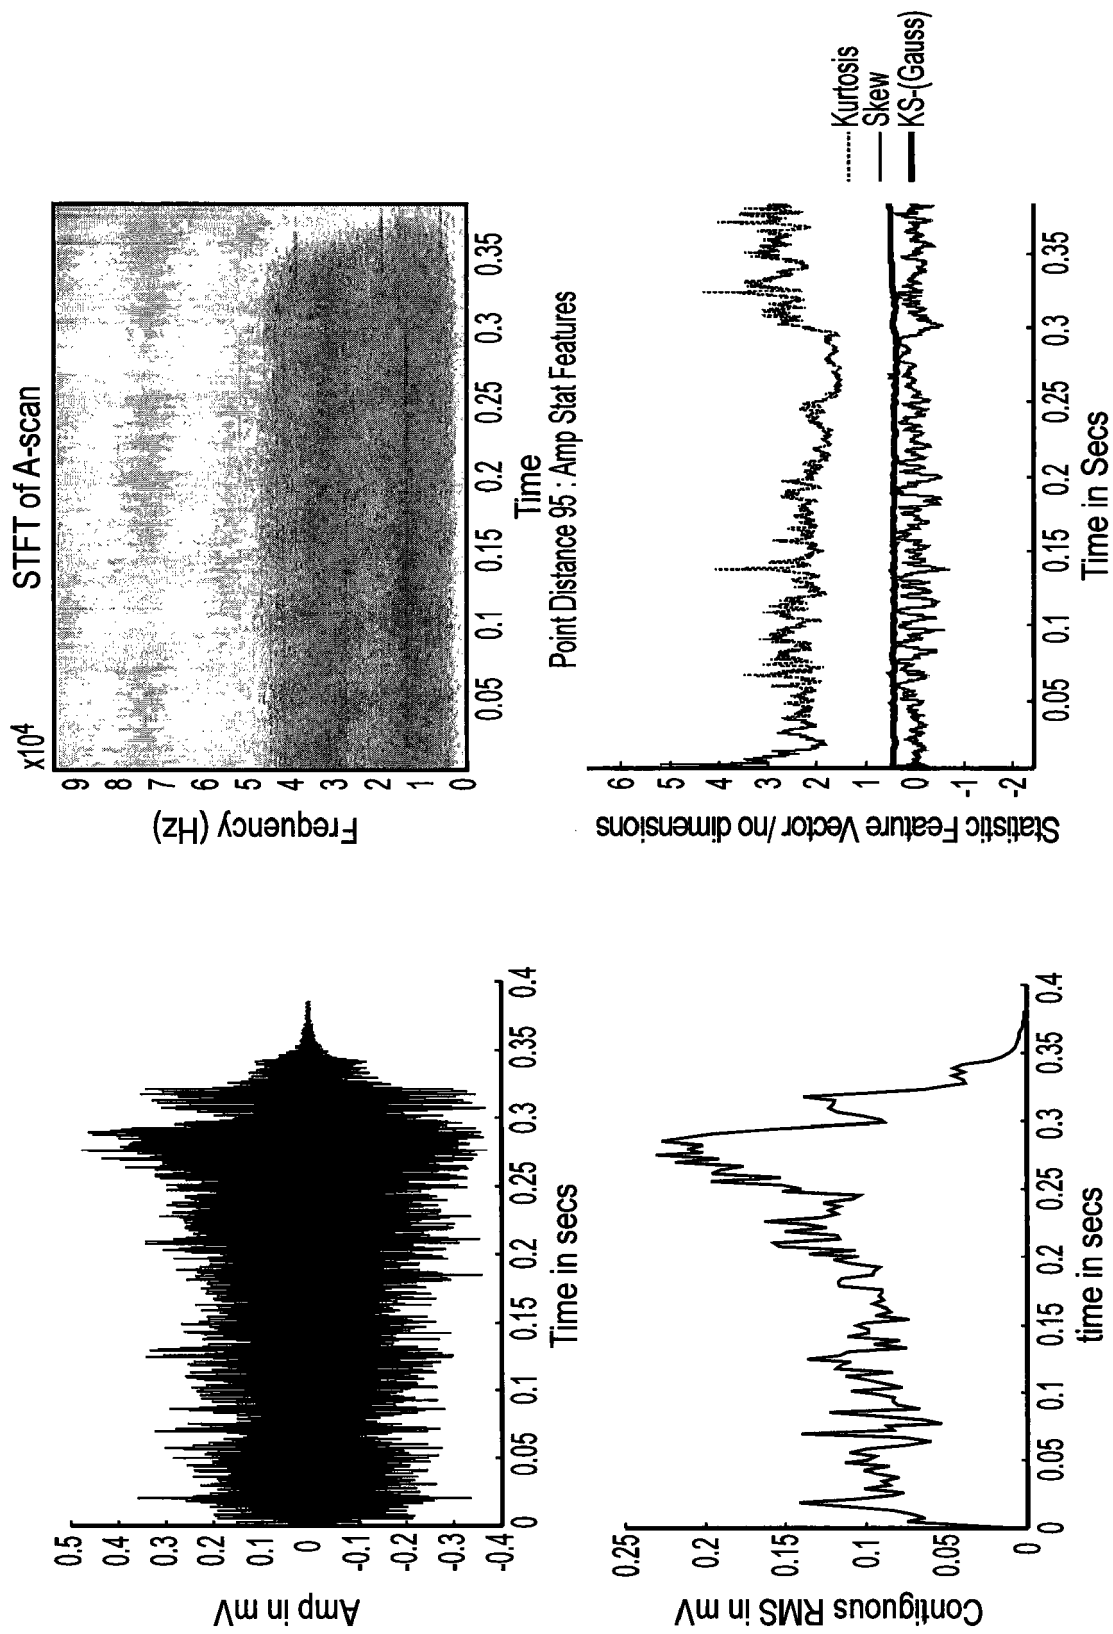 Amp in mV
0.5
0.4
0.3
0.2
0.1
0
-0.1
-0.2
-0.3
-0.4
0 0.05 0.1 0.15 0.2 0.25 0.3 0.35 0.4
Time in secs
STFT of A-scan
x10⁴
Frequency (Hz)
9
8
7
6
5
4
3
2
1
0
0.05 0.1 0.15 0.2 0.25 0.3 0.35
Time
Contiguous RMS in mV
0.25
0.2
0.15
0.1
0.05
0
0 0.05 0.1 0.15 0.2 0.25 0.3 0.35 0.4
time in secs
Point Distance 95 : Amp Stat Features
Statistic Feature Vector/no dimensions
6
5
4
3
2
1
0
-1
-2
0.05 0.1 0.15 0.2 0.25 0.3 0.35
Time in Secs
Kurtosis
Skew
KS-(Gauss)